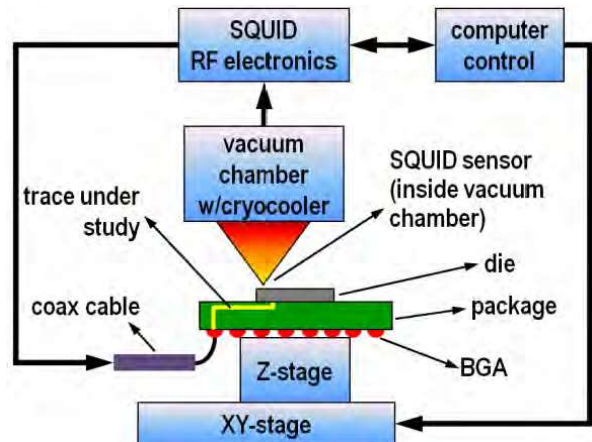 SQUID
RF electronics
computer
control
vacuum
chamber
w/cryocooler
SQUID sensor
(inside vacuum
chamber)
trace under
study
die
coax cable
package
BGA
Z-stage
XY-stage